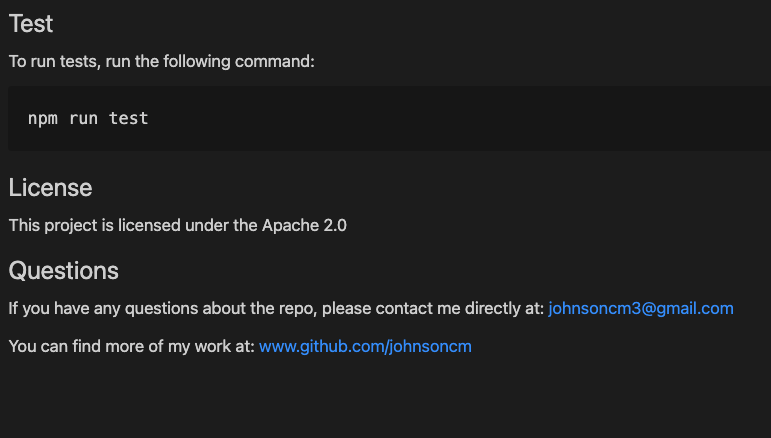 Test
To run tests, run the following command:
npm run test
License
This project is licensed under the Apache 2.0
Questions
If you have any questions about the repo, please contact me directly at: johnsoncm3@gmail.com
You can find more of my work at: www.github.com/johnsoncm